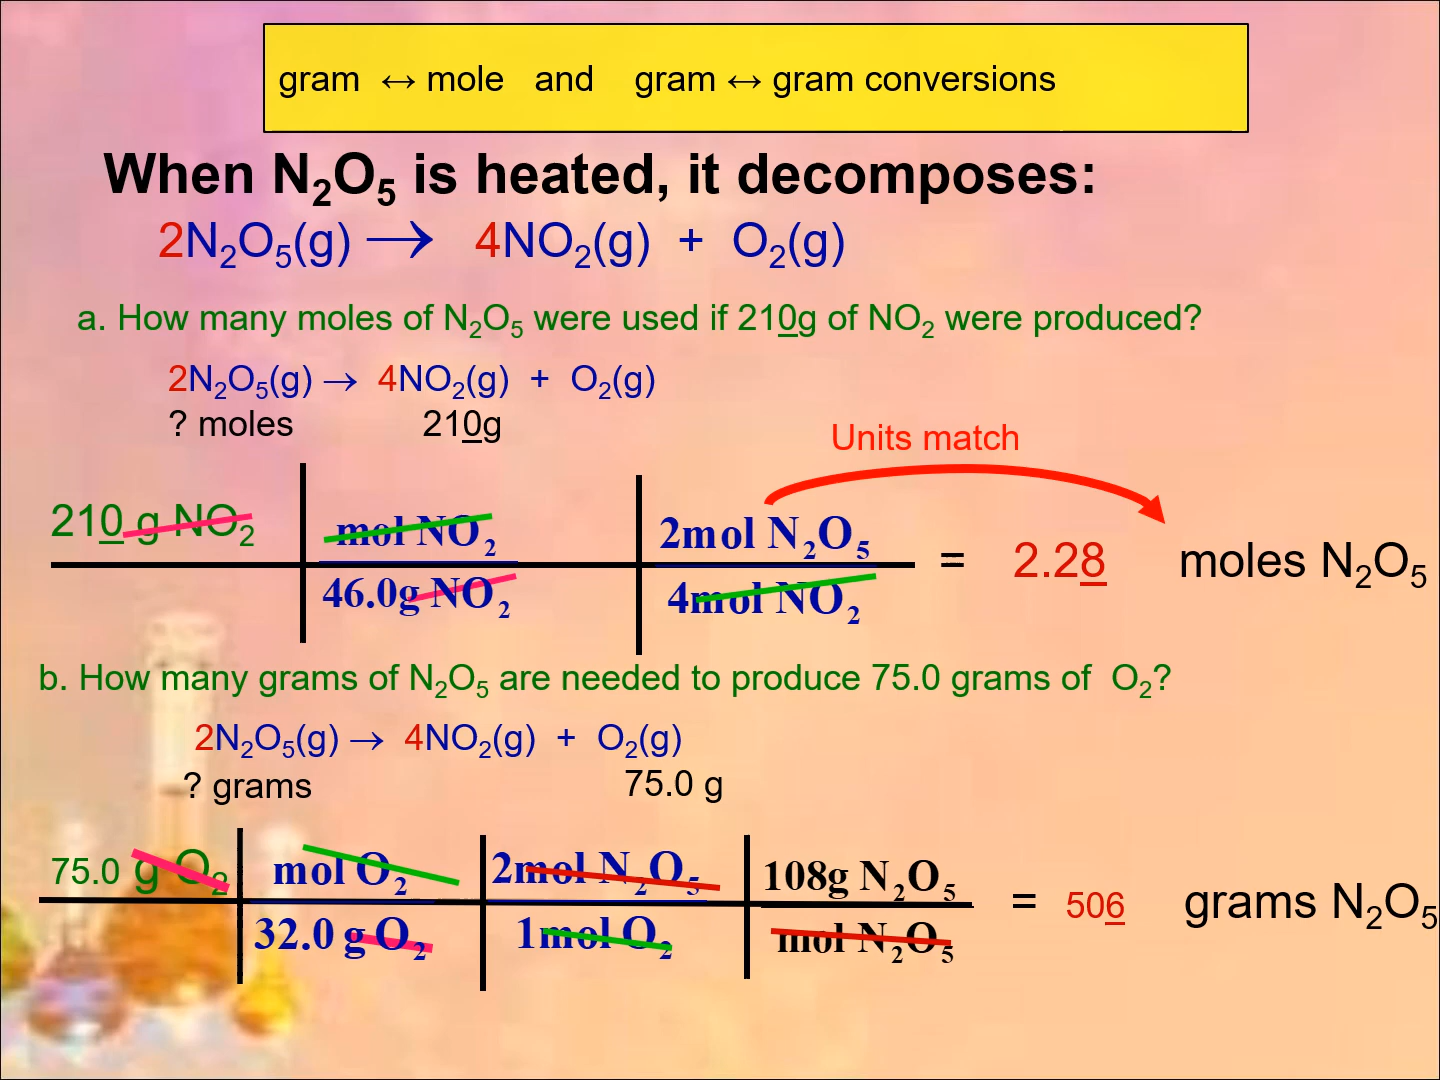 gram ↔ mole and gram ↔ gram conversions
When N₂O₅ is heated, it decomposes:
2N₂O₅(g) → 4NO₂(g) + O₂(g)
a. How many moles of N₂O₅ were used if 210g of NO₂ were produced?
2N₂O₅(g) → 4NO₂(g) + O₂(g)
? moles 210g
Units match
210 g NO₂ mol NO₂ 2mol N₂O₅
= 2.28 moles N₂O₅
46.0g NO₂ 4mol NO₂
b. How many grams of N₂O₅ are needed to produce 75.0 grams of O₂?
2N₂O₅(g) → 4NO₂(g) + O₂(g)
? grams 75.0 g
75.0 g O₂ mol O₂ 2mol N₂O₅ 108g N₂O₅
= 506 grams N₂O₅
32.0 g O₂ 1mol O₂ mol N₂O₅